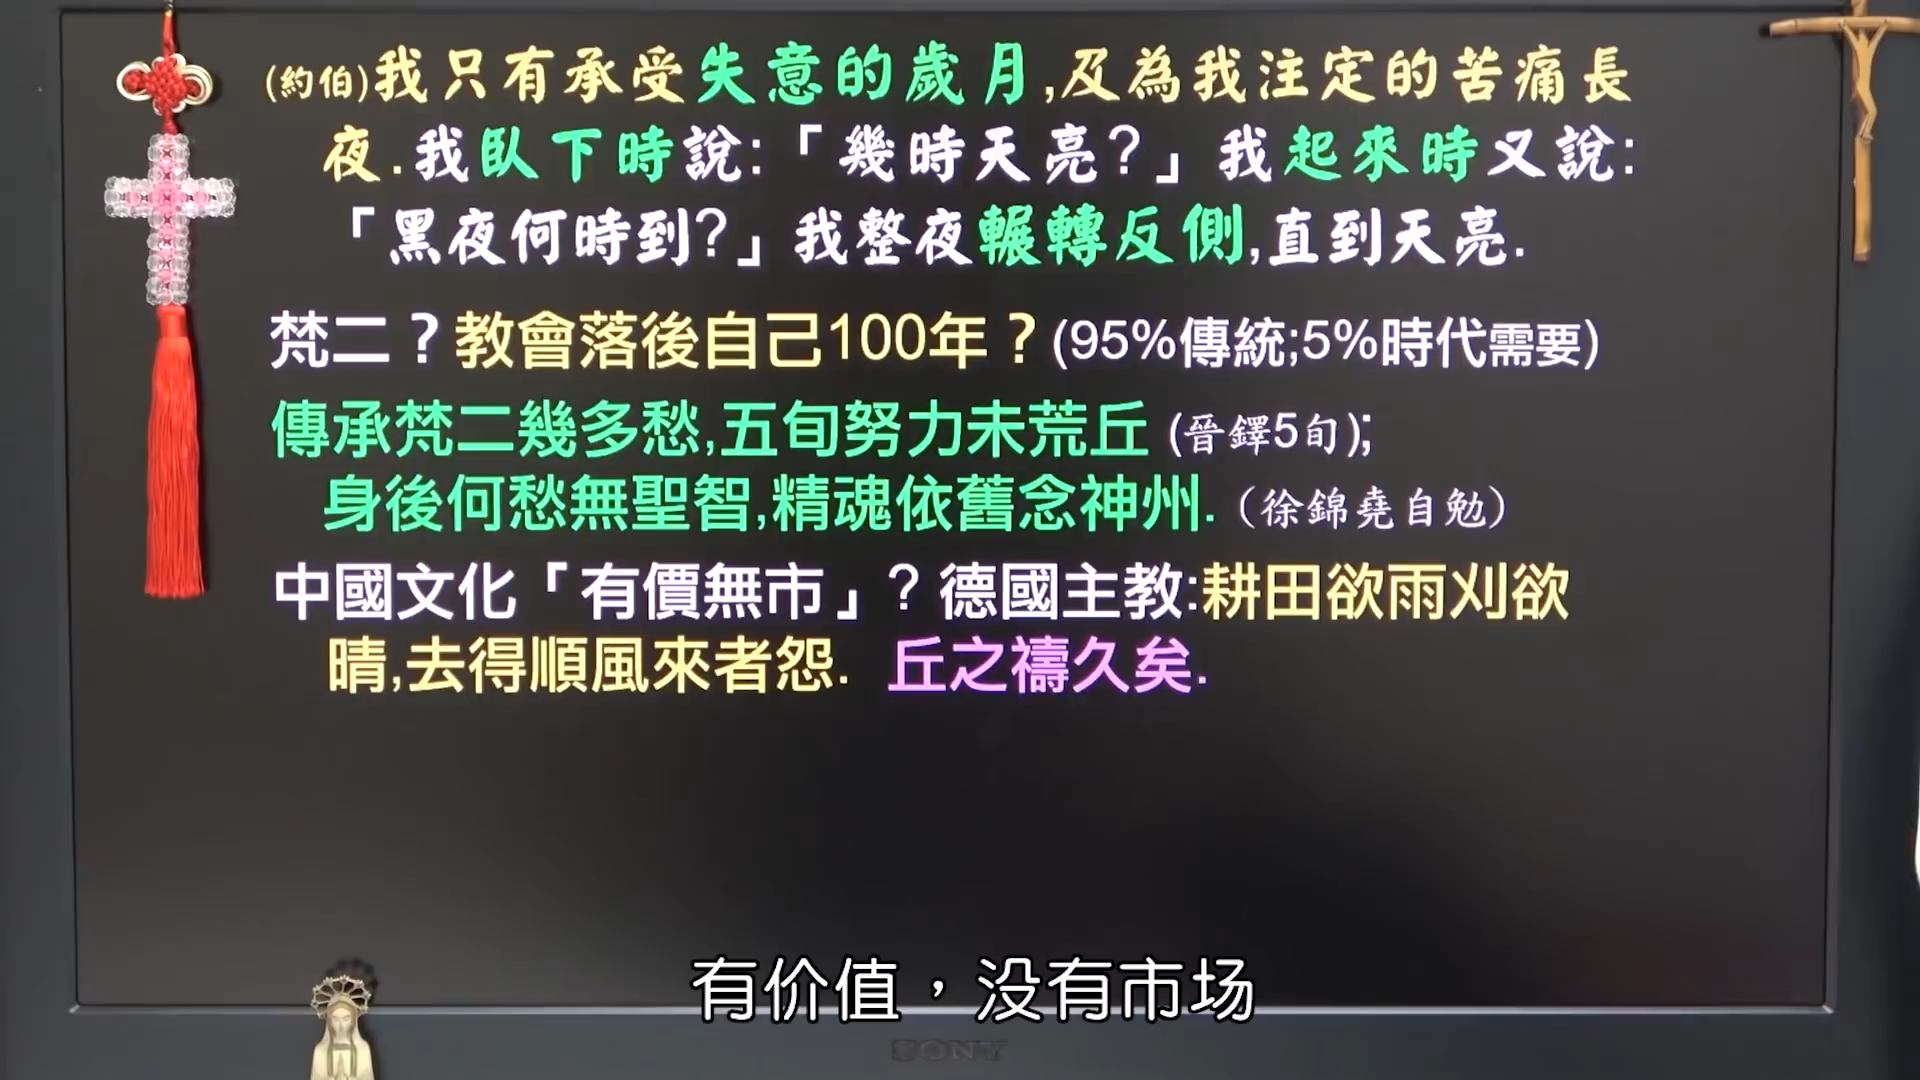 (約伯)我只有承受失意的歲月,及為我注定的苦痛長
夜.我臥下時說:「幾時天亮?」我起來時又說:
「黑夜何時到?」我整夜輾轉反側,直到天亮.
梵二？教會落後自己100年？(95%傳統;5%時代需要)
傳承梵二幾多愁,五旬努力未荒丘 (晉鐸5旬);
身後何愁無聖智,精魂依舊念神州.（徐錦堯自勉）
中國文化「有價無市」? 德國主教:耕田欲雨刈欲
晴,去得順風來者怨. 丘之禱久矣.
有价值，没有市场
SONY